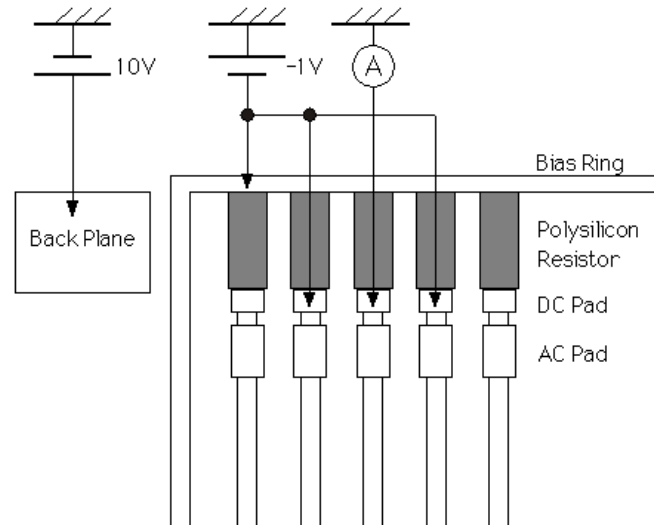 10V
-1V
A
Bias Ring
Back Plane
Polysilicon
Resistor
DC Pad
AC Pad